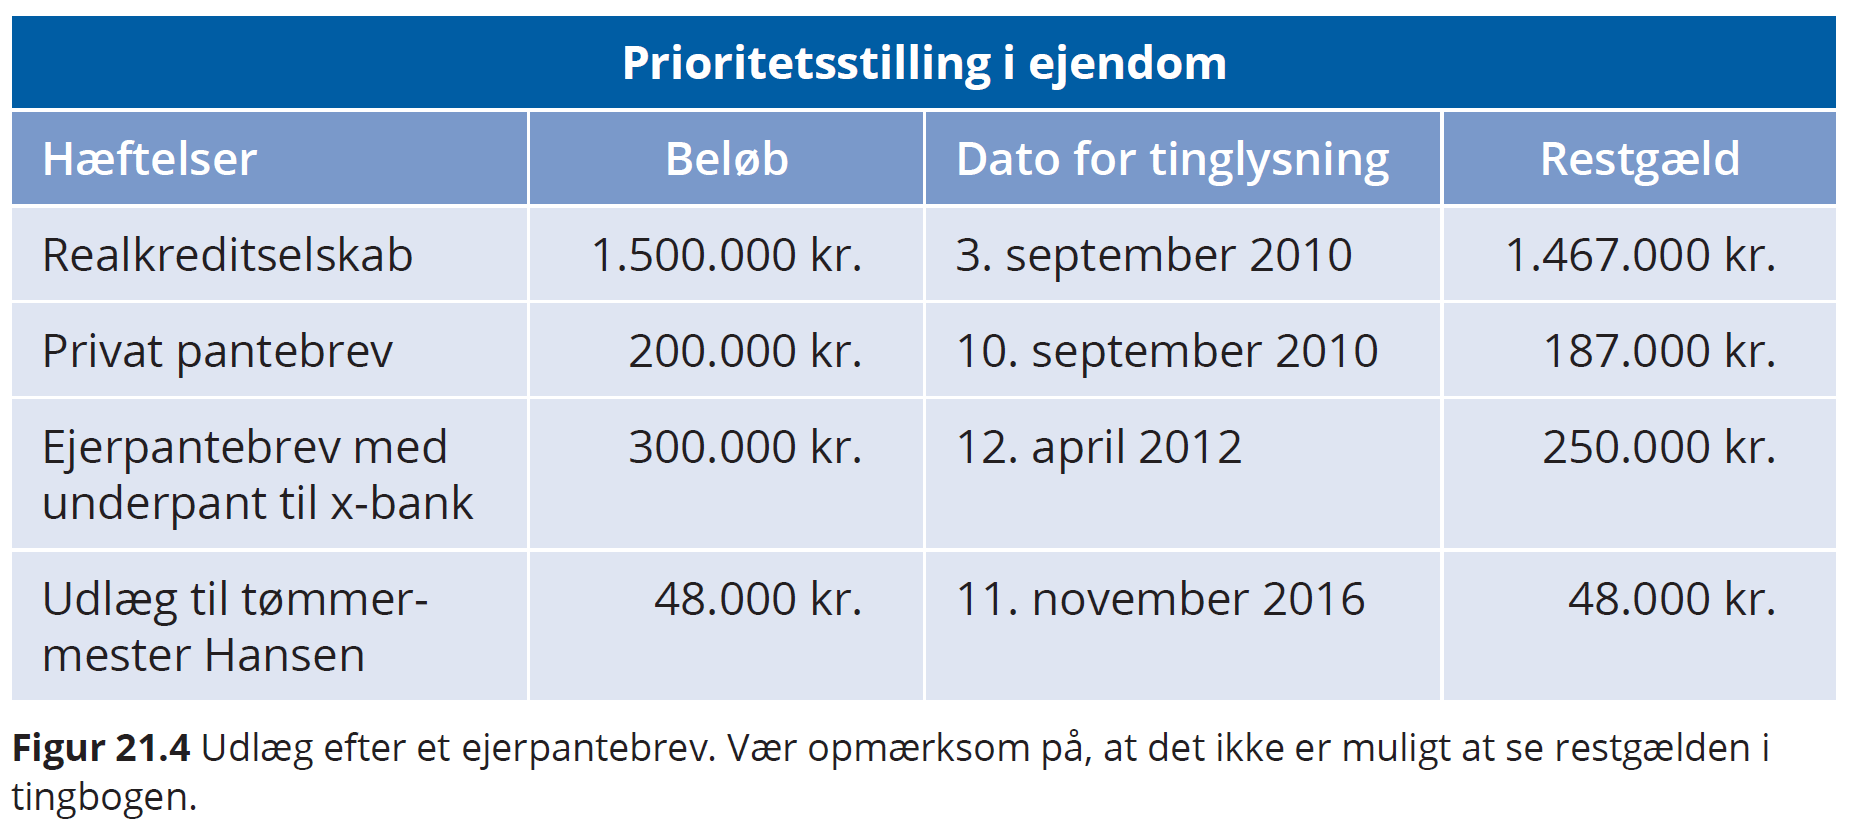 Prioritetsstilling i ejendom
Hæftelser Beløb Dato for tinglysning Restgæld
Realkreditselskab 1.500.000 kr. 3. september 2010 1.467.000 kr.
Privat pantebrev 200.000 kr. 10. september 2010 187.000 kr.
Ejerpantebrev med 300.000 kr. 12. april 2012 250.000 kr.
underpant til x-bank
Udlæg til tømmer- 48.000 kr. 11. november 2016 48.000 kr.
mester Hansen
Figur 21.4 Udlæg efter et ejerpantebrev. Vær opmærksom på, at det ikke er muligt at se restgælden i
tingbogen.